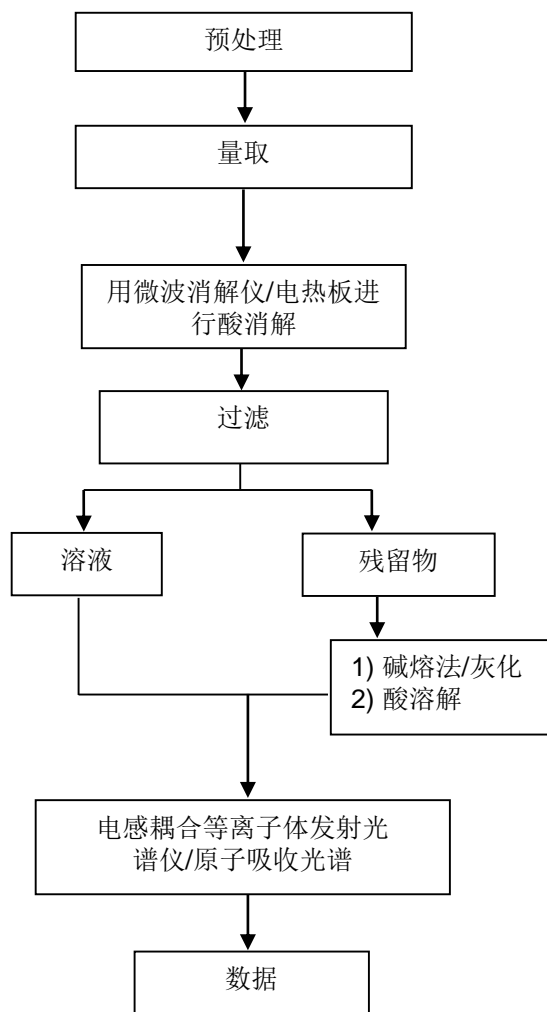 预处理
量取
用微波消解仪/电热板进
行酸消解
过滤
溶液
残留物
1) 碱熔法/灰化
2) 酸溶解
电感耦合等离子体发射光
谱仪/原子吸收光谱
数据